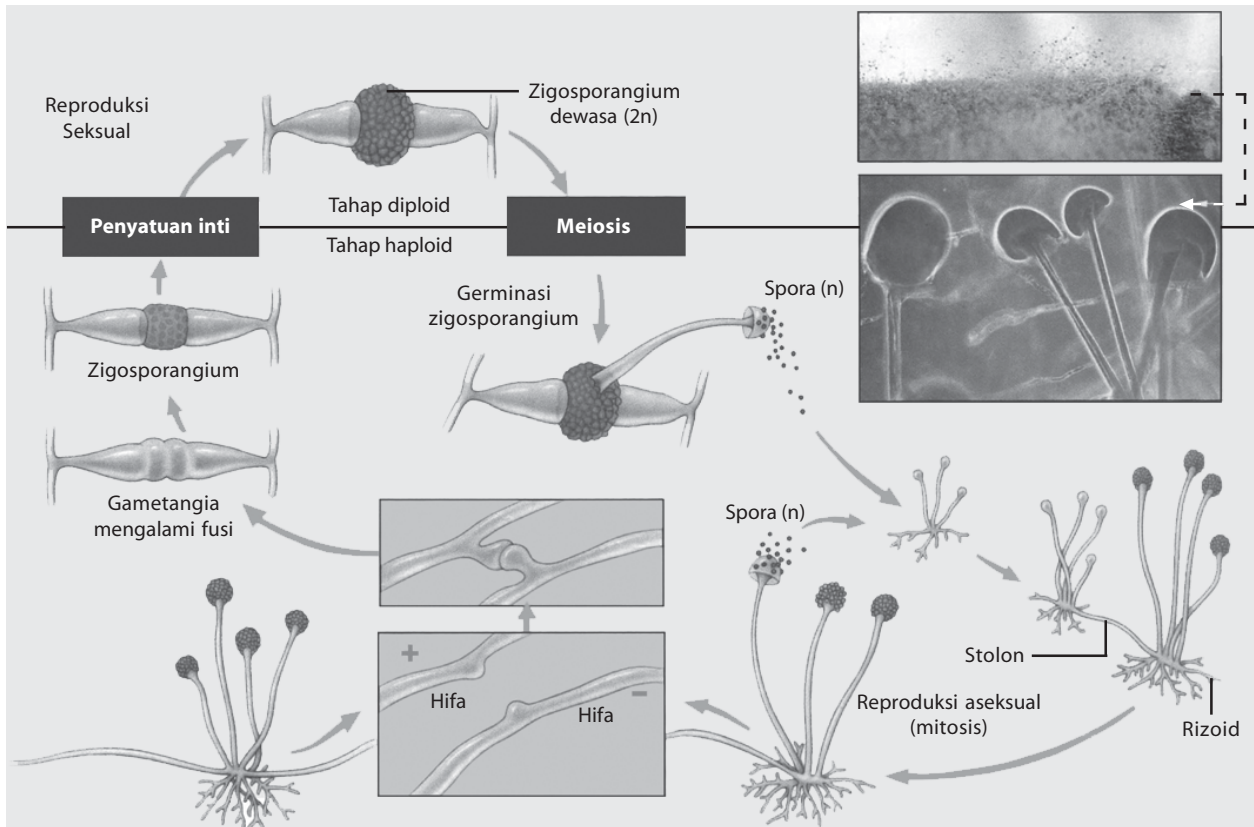 Reproduksi
Seksual
Zigosporangium
dewasa (2n)
Penyatuan inti
Tahap diploid
Tahap haploid
Meiosis
Germinasi
zigosporangium
Spora (n)
Zigosporangium
Gametangia
mengalami fusi
Spora (n)
+
Hifa
Hifa
–
Stolon
Reproduksi aseksual
(mitosis)
Rizoid